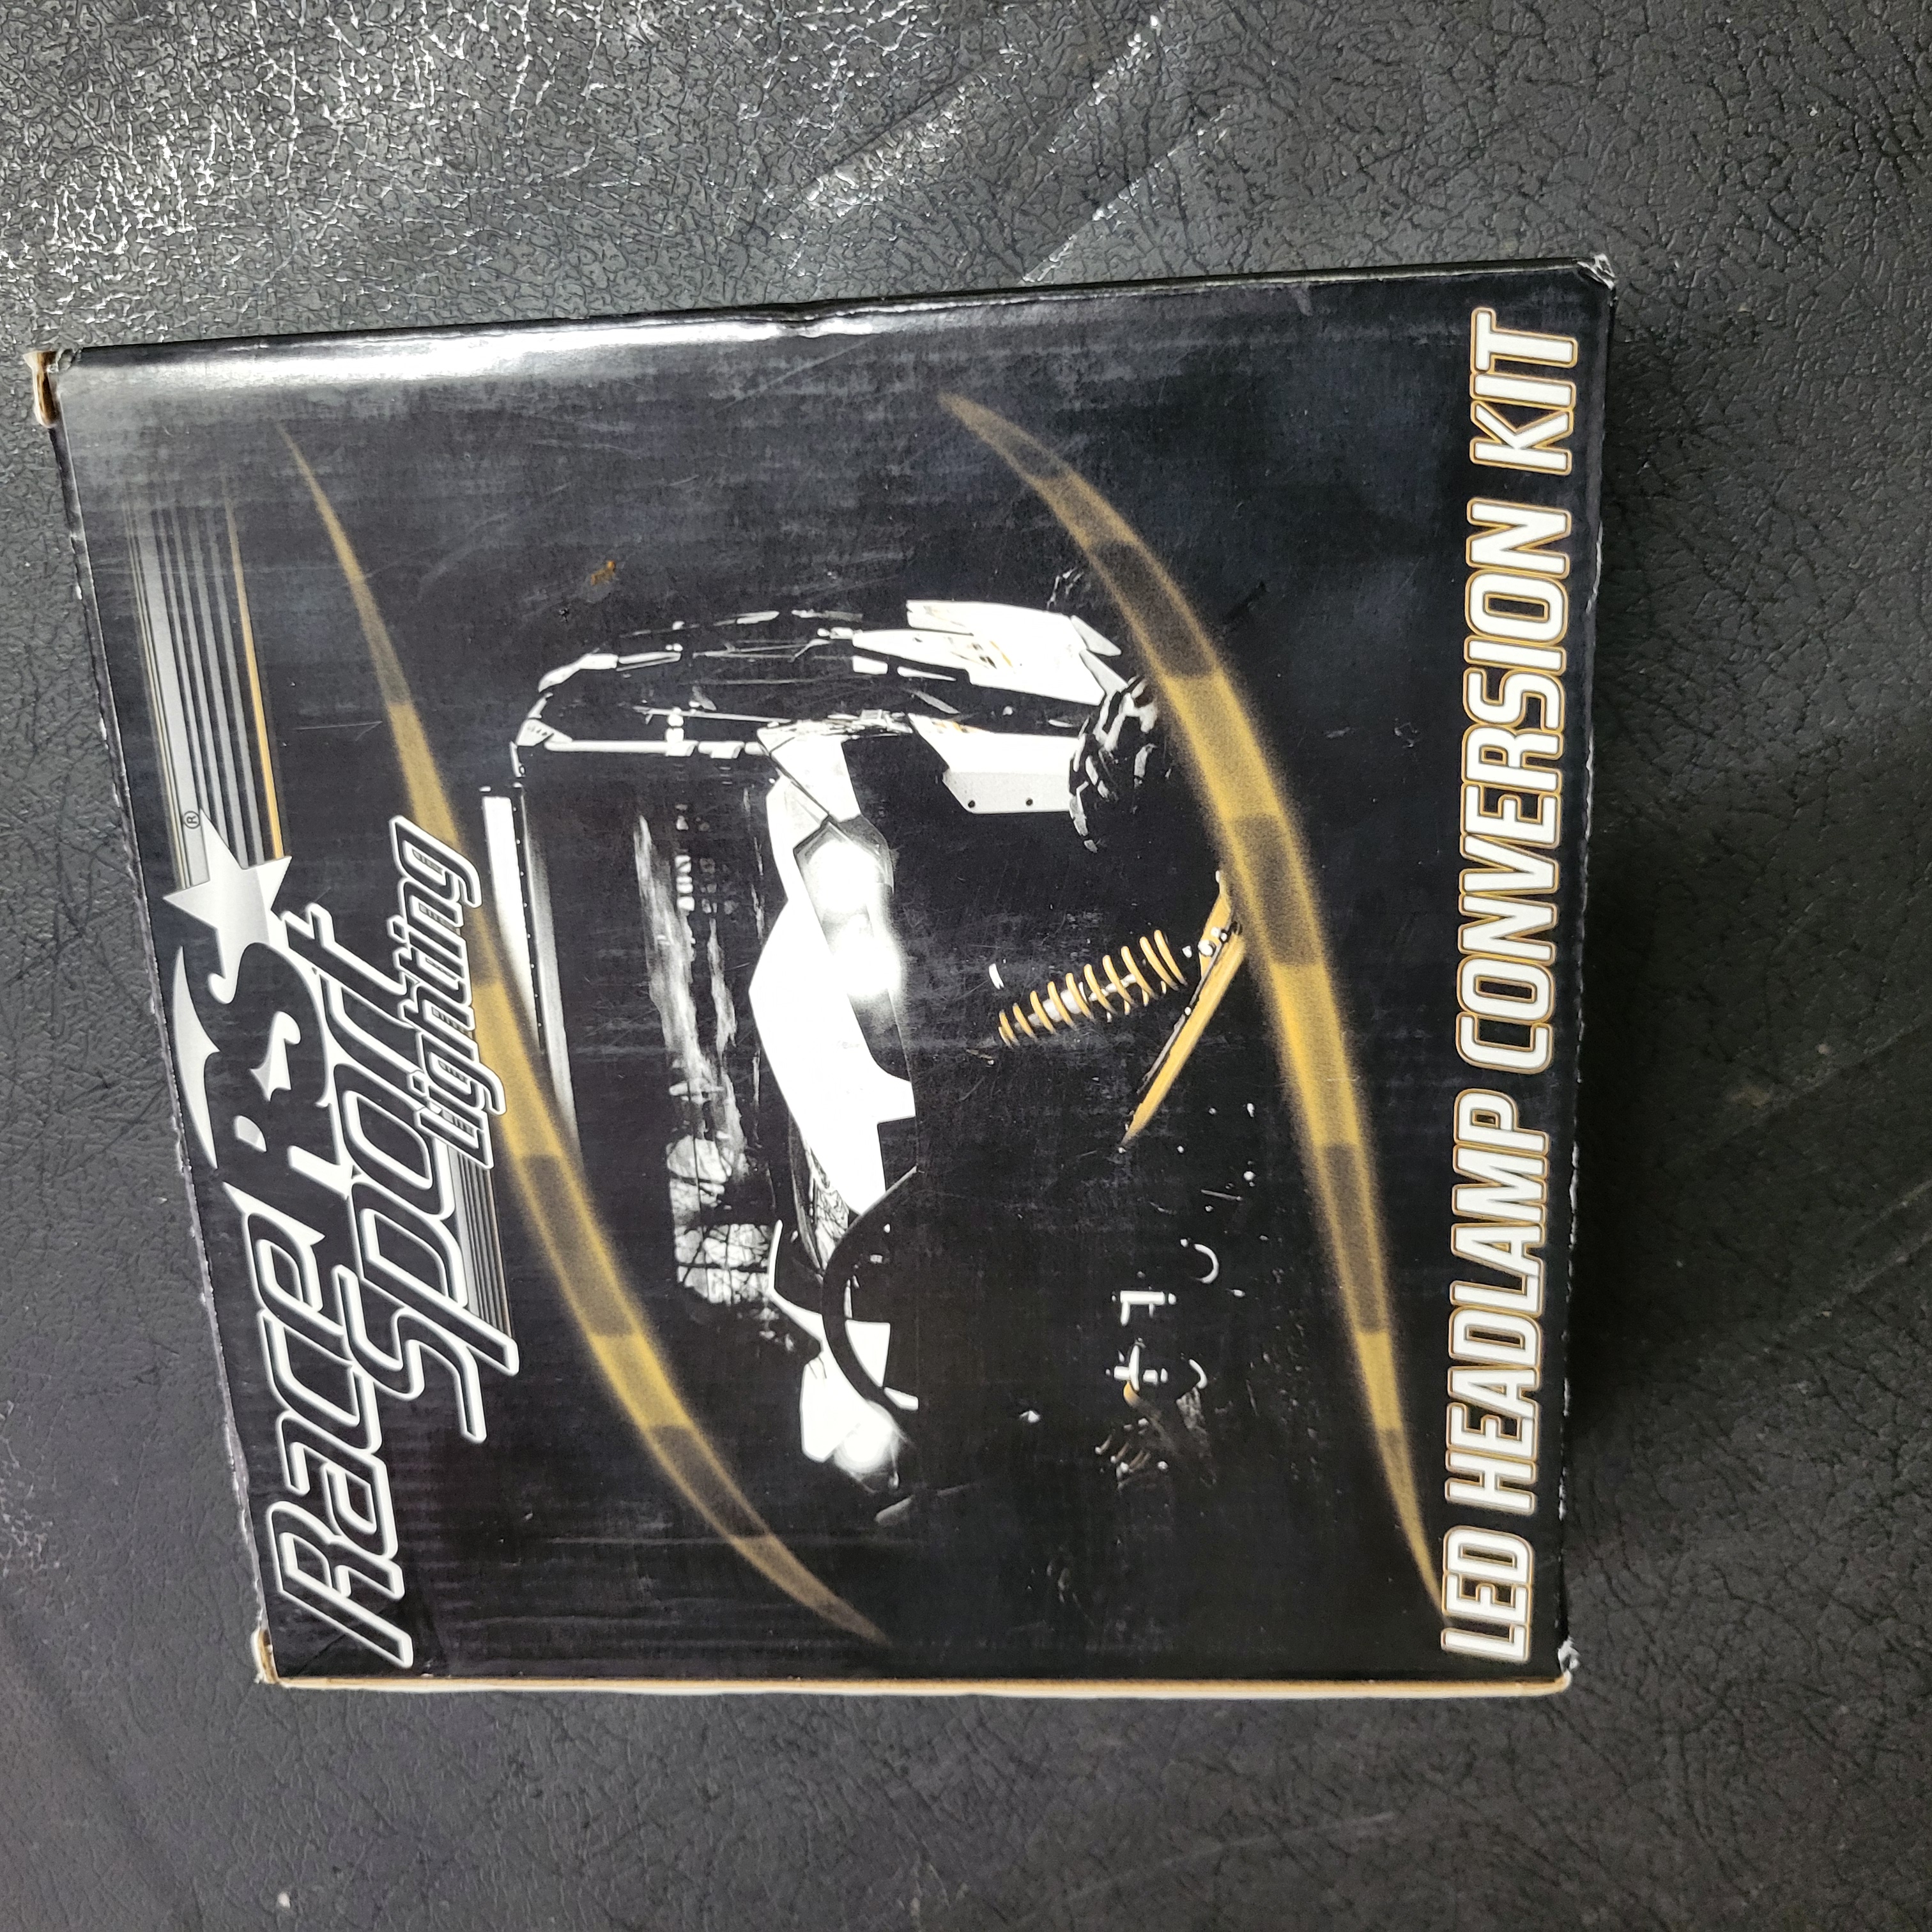 RS®
Race Sport
Lighting
LED HEADLAMP CONVERSION KIT